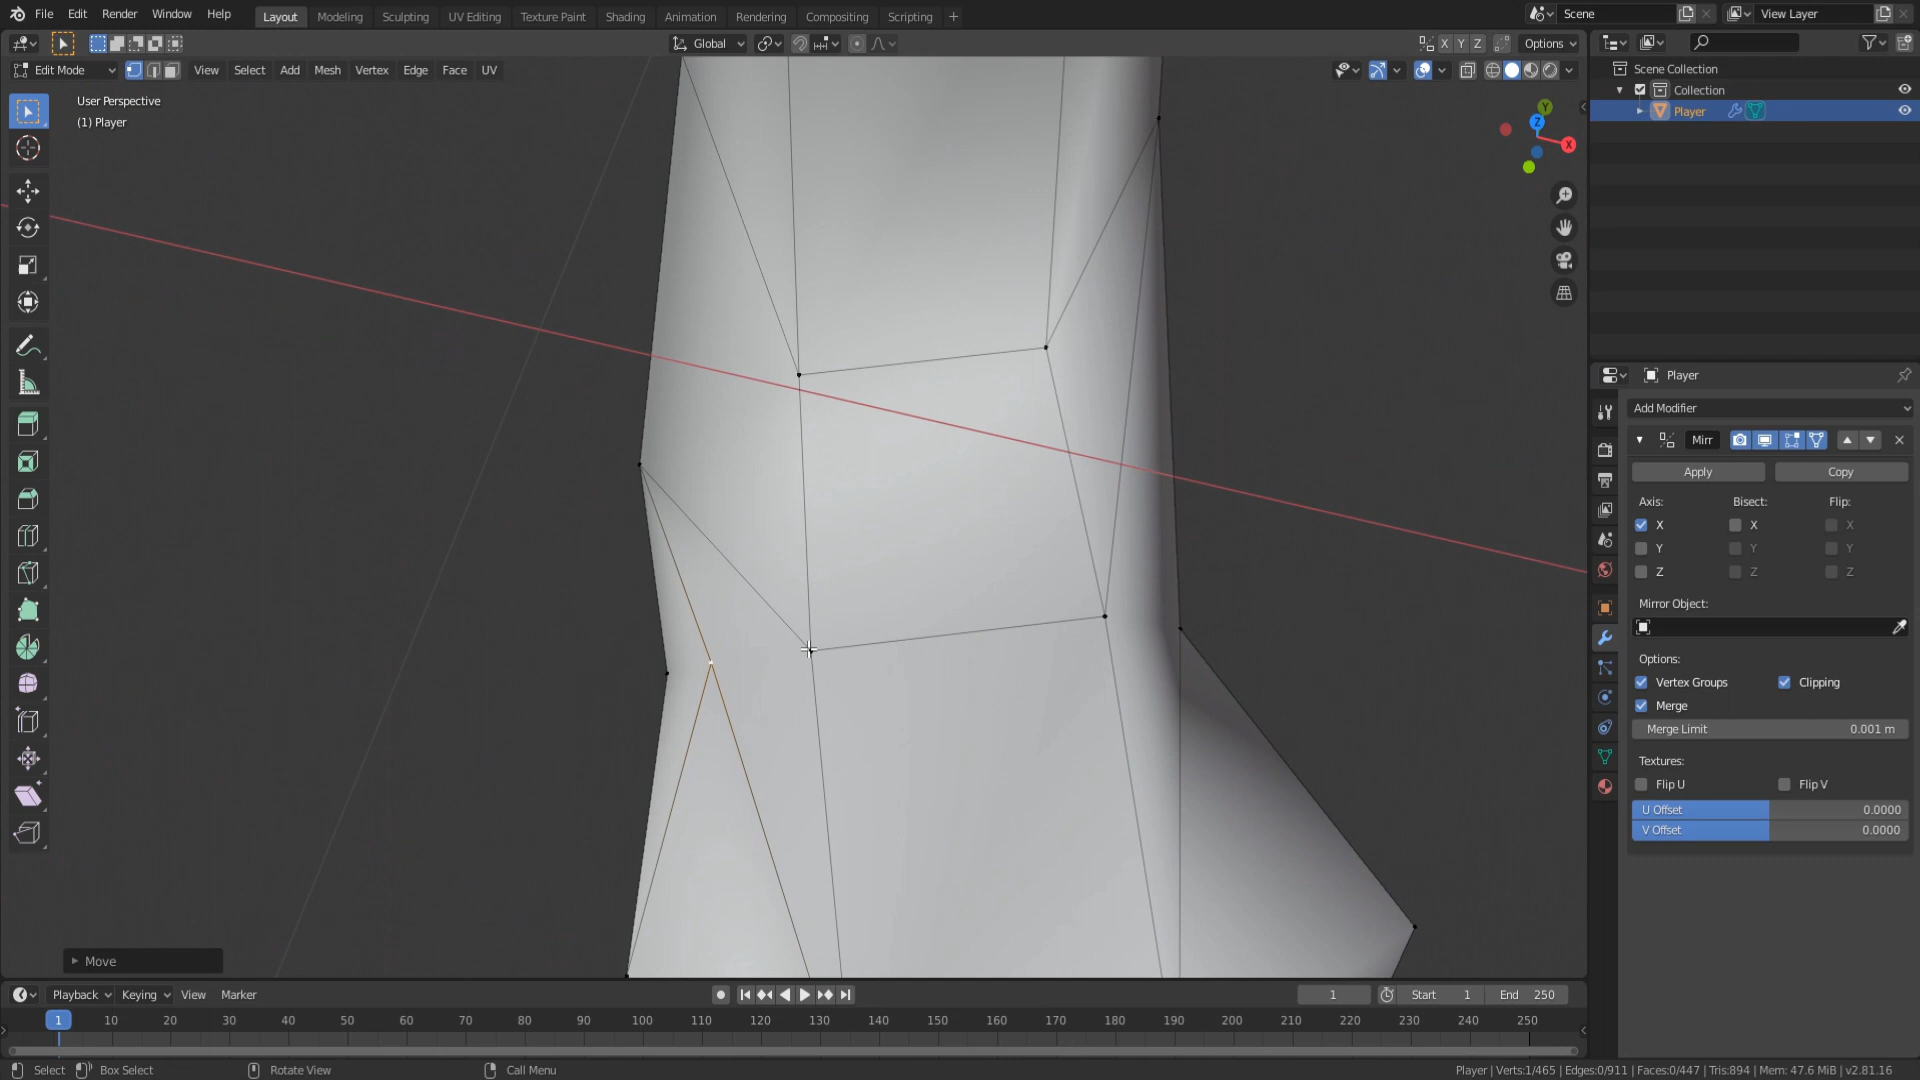 File Edit Render Window Help Layout Modeling Sculpting UV Editing Texture Paint Shading Animation Rendering Compositing Scripting + Scene View Layer
Global X Y Z Options
Edit Mode View Select Add Mesh Vertex Edge Face UV
User Perspective
(1) Player
Y
Z
X
Move
Scene Collection
Collection
Player
Player
Add Modifier
Mirr
Apply Copy
Axis: Bisect: Flip:
X X X
Y Y Y
Z Z Z
Mirror Object:
Options:
Vertex Groups Clipping
Merge
Merge Limit 0.001 m
Textures:
Flip U Flip V
U Offset 0.0000
V Offset 0.0000
Playback Keying View Marker 1 Start 1 End 250
1 10 20 30 40 50 60 70 80 90 100 110 120 130 140 150 160 170 180 190 200 210 220 230 240 250
Select Box Select Rotate View Call Menu Player | Verts:1/465 | Edges:0/911 | Faces:0/447 | Tris:894 | Mem: 47.6 MiB | v2.81.16